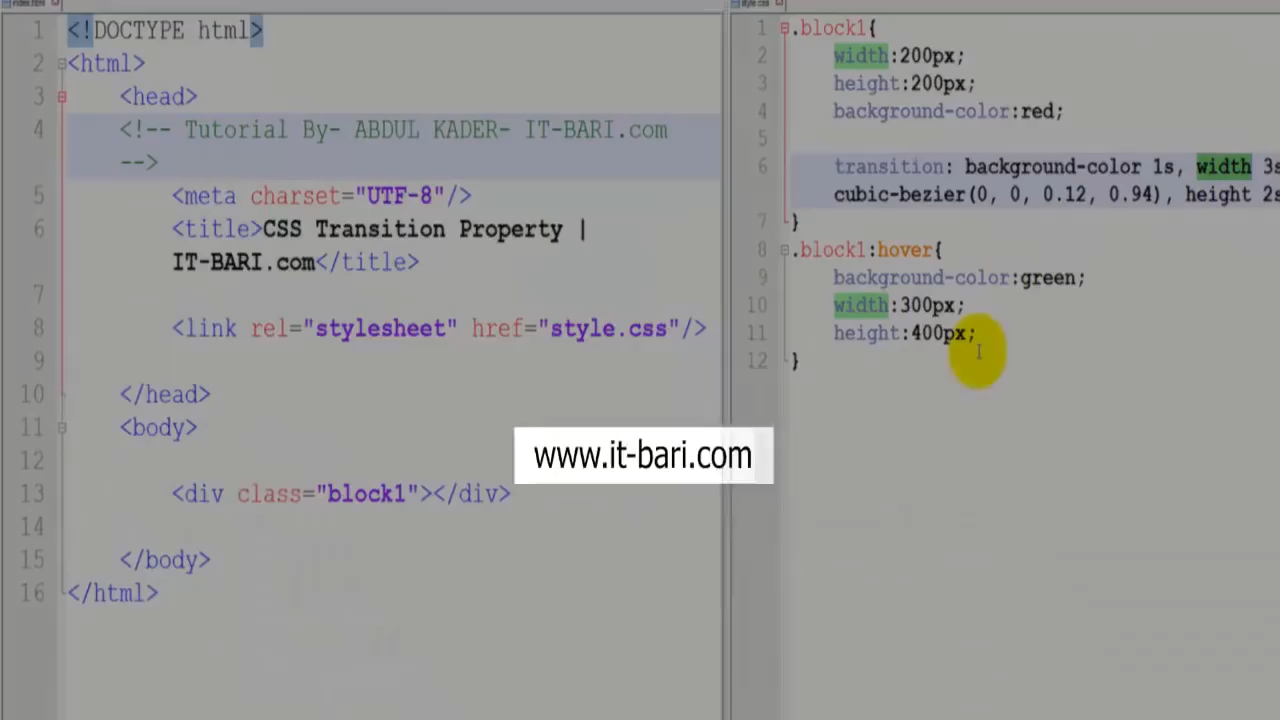 index.html
1 <!DOCTYPE html>
2 <html>
3 <head>
4 <!-- Tutorial By- ABDUL KADER- IT-BARI.com
-->
5 <meta charset="UTF-8"/>
6 <title>CSS Transition Property |
IT-BARI.com</title>
7
8 <link rel="stylesheet" href="style.css"/>
9
10 </head>
11 <body>
12
13 <div class="block1"></div>
14
15 </body>
16 </html>
style.css
1 .block1{
2 width:200px;
3 height:200px;
4 background-color:red;
5
6 transition: background-color 1s, width 3s
cubic-bezier(0, 0, 0.12, 0.94), height 2s
7 }
8 .block1:hover{
9 background-color:green;
10 width:300px;
11 height:400px;
12 }
www.it-bari.com